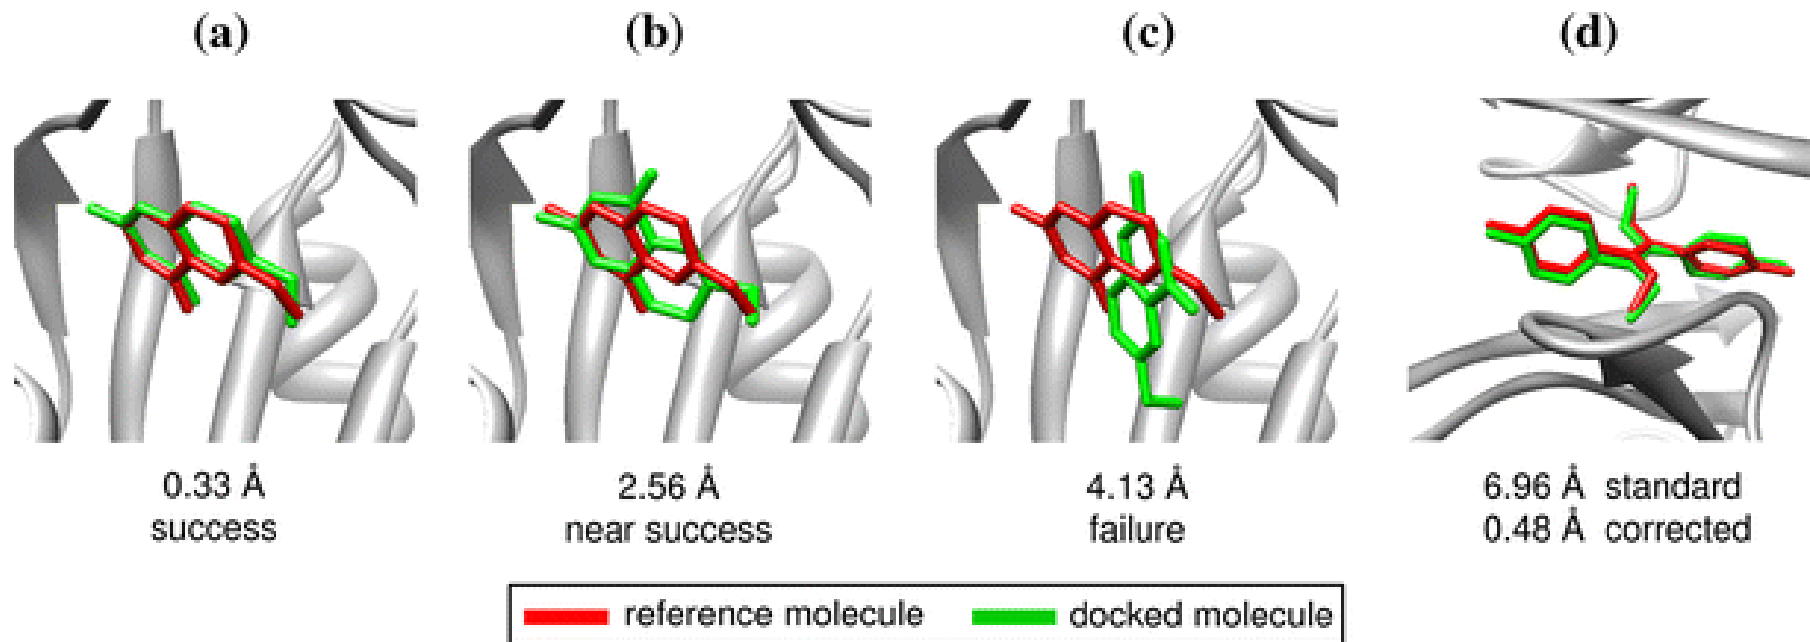 (a) (b) (c) (d)
0.33 Å 2.56 Å 4.13 Å 6.96 Å standard
success near success failure 0.48 Å corrected
reference molecule docked molecule